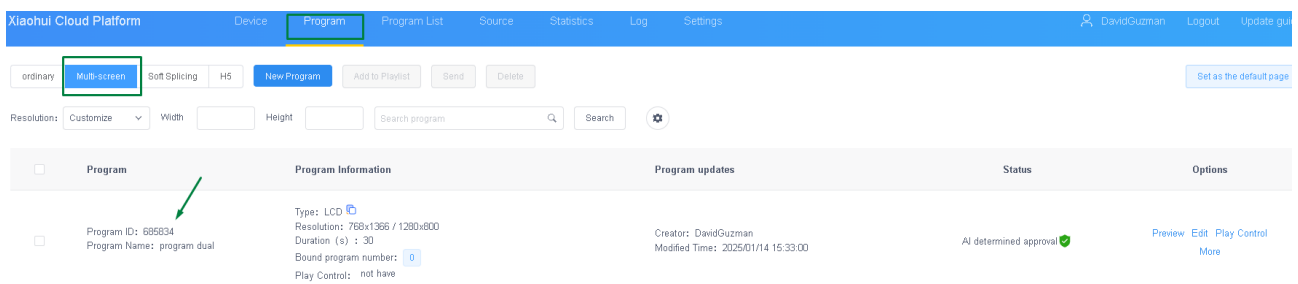 Xiaohui Cloud Platform Device Program Program List Source Statistics Log Settings DavidGuzman Logout Update gui
ordinary Multi-screen Soft Splicing H5 New Program Add to Playlist Send Delete Set as the default page
Resolution: Customize Width Height Search program Search
Program Program Information Program updates Status Options
Program ID: 685834
Program Name: program dual
Type: LCD
Resolution: 768x1366 / 1280x800
Duration (s) : 30
Bound program number: 0
Play Control: not have
Creator: DavidGuzman
Modified Time: 2025/01/14 15:33:00
AI determined approval
Preview Edit Play Control
More